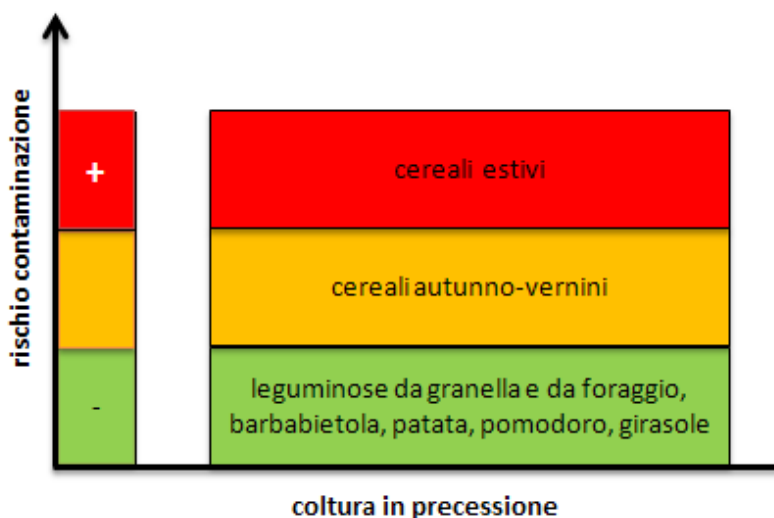 rischio contaminazione
+
cereali estivi
cereali autunno-vernini
-
leguminose da granella e da foraggio,
barbabietola, patata, pomodoro, girasole
coltura in precessione